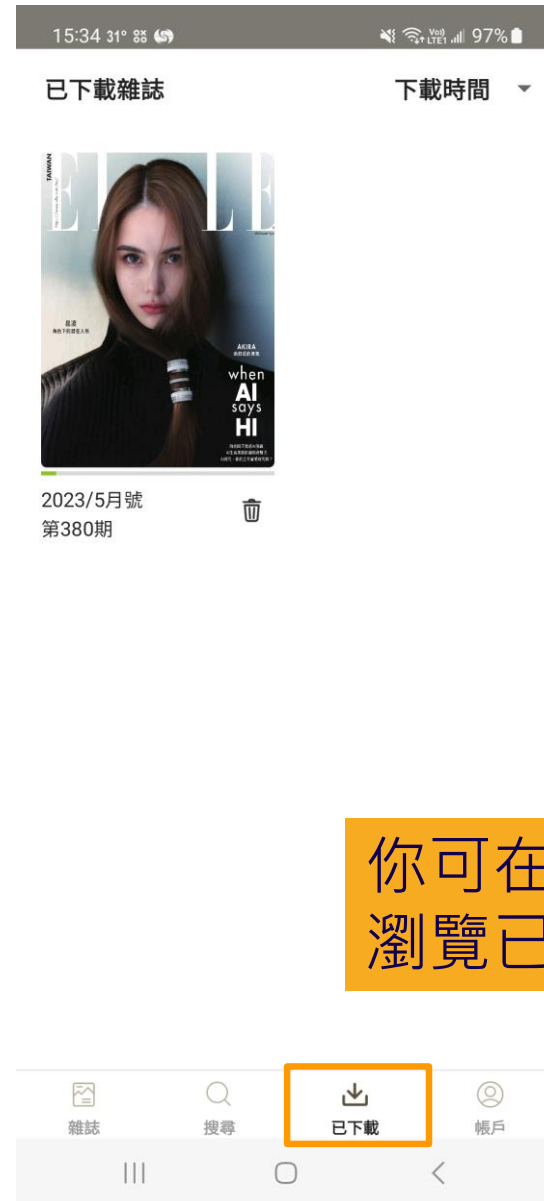 15:34 31° 97%
已下載雜誌
下載時間
TAIWAN
ELLE
昆凌
AKIRA
when
AI
says
HI
2023/5月號
第380期
你可在
瀏覽已
雜誌
搜尋
已下載
帳戶